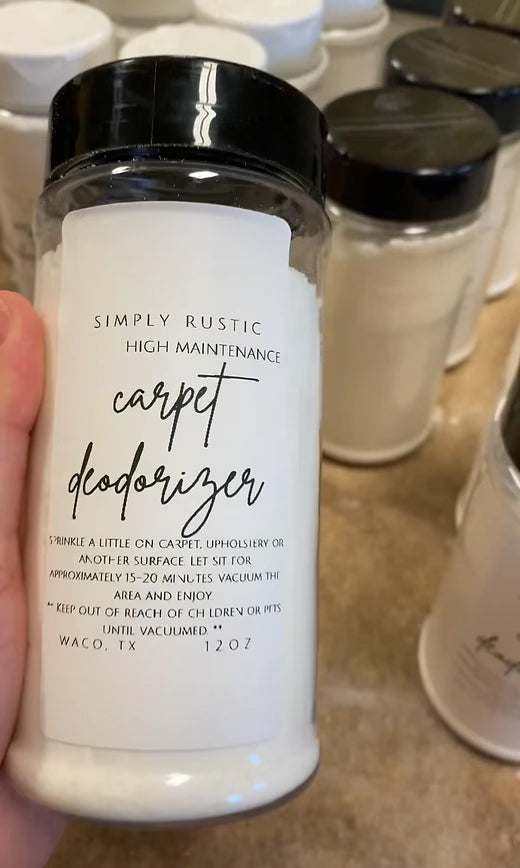 SIMPLY RUSTIC
HIGH MAINTENANCE
carpet
deodorizer
SPRINKLE A LITTLE ON CARPET, UPHOLSTERY OR
ANOTHER SURFACE. LET SIT FOR
APPROXIMATELY 15-20 MINUTES. VACUUM THE
AREA AND ENJOY.
** KEEP OUT OF REACH OF CHILDREN OR PETS
UNTIL VACUUMED. **
WACO, TX 12OZ